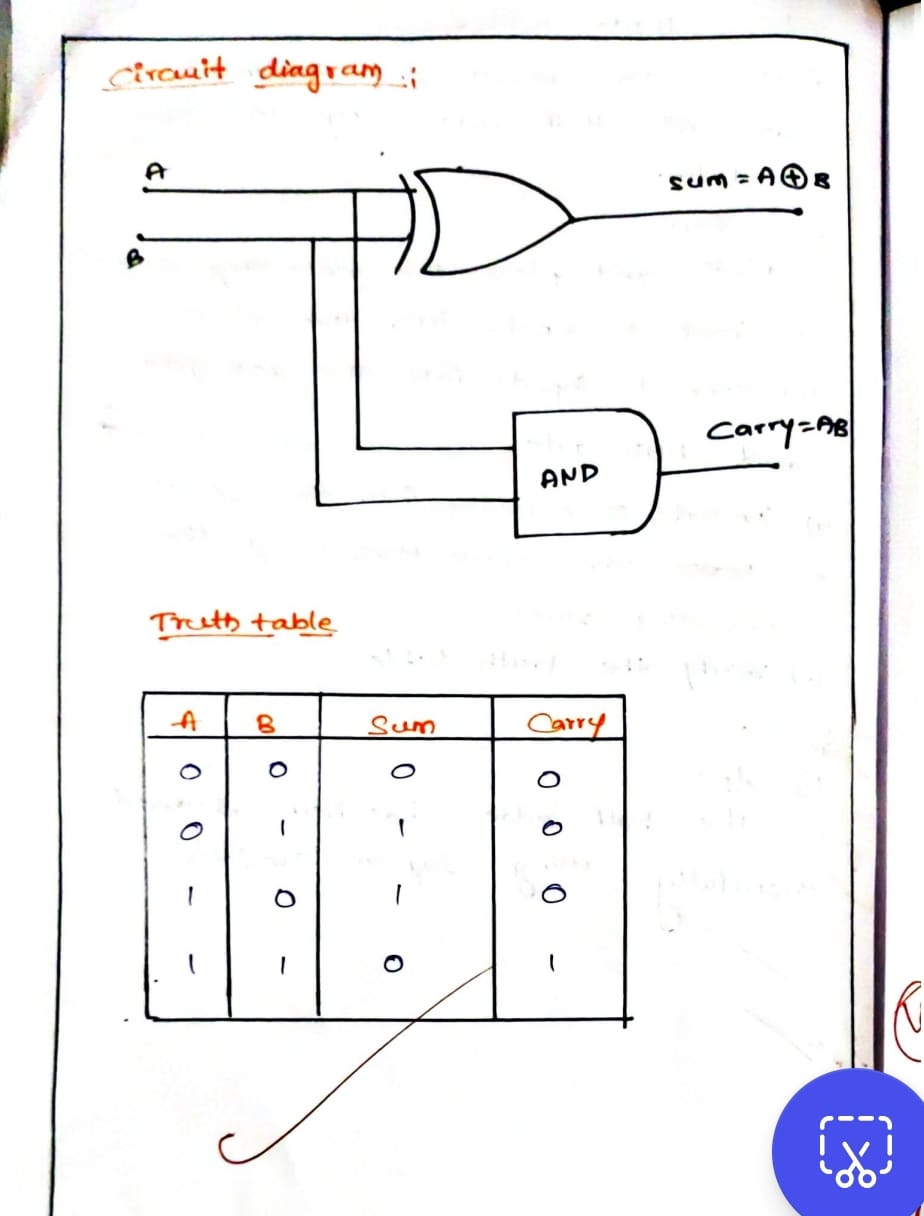 Circuit diagram :
A
sum = A ⊕ B
B
Carry = AB
AND
Truth table
A B Sum Carry
0 0 0 0
0 1 1 0
1 0 1 0
1 1 0 1